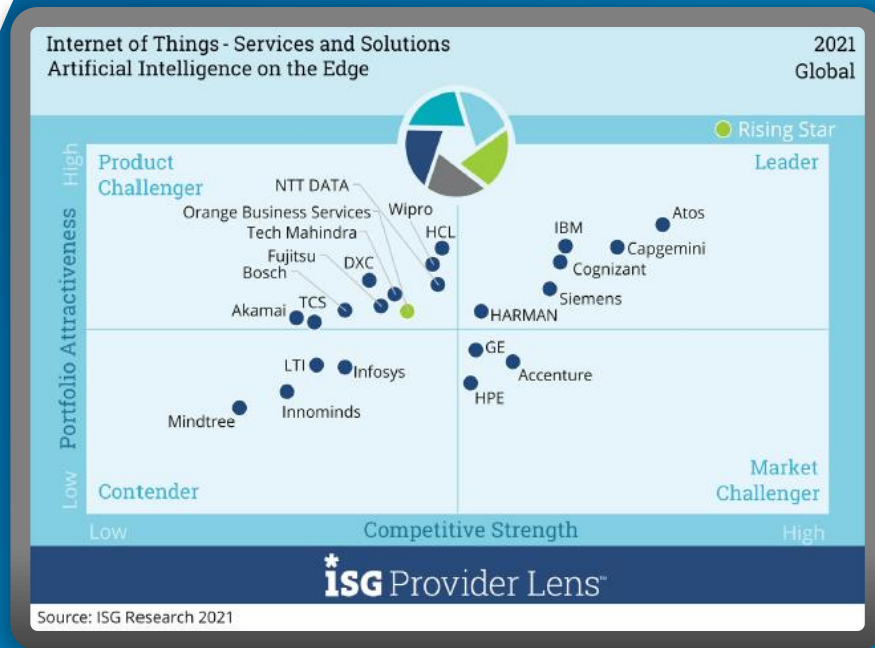 Internet of Things - Services and Solutions
Artificial Intelligence on the Edge
2021
Global
Rising Star
High
Portfolio Attractiveness
Low
Product
Challenger
Leader
NTT DATA
Orange Business Services
Wipro
Tech Mahindra
HCL
Fujitsu
DXC
Bosch
Akamai
TCS
Atos
IBM
Capgemini
Cognizant
Siemens
HARMAN
LTI
Infosys
Innominds
Mindtree
GE
Accenture
HPE
Contender
Market
Challenger
Low
Competitive Strength
High
ISG Provider Lens™
Source: ISG Research 2021